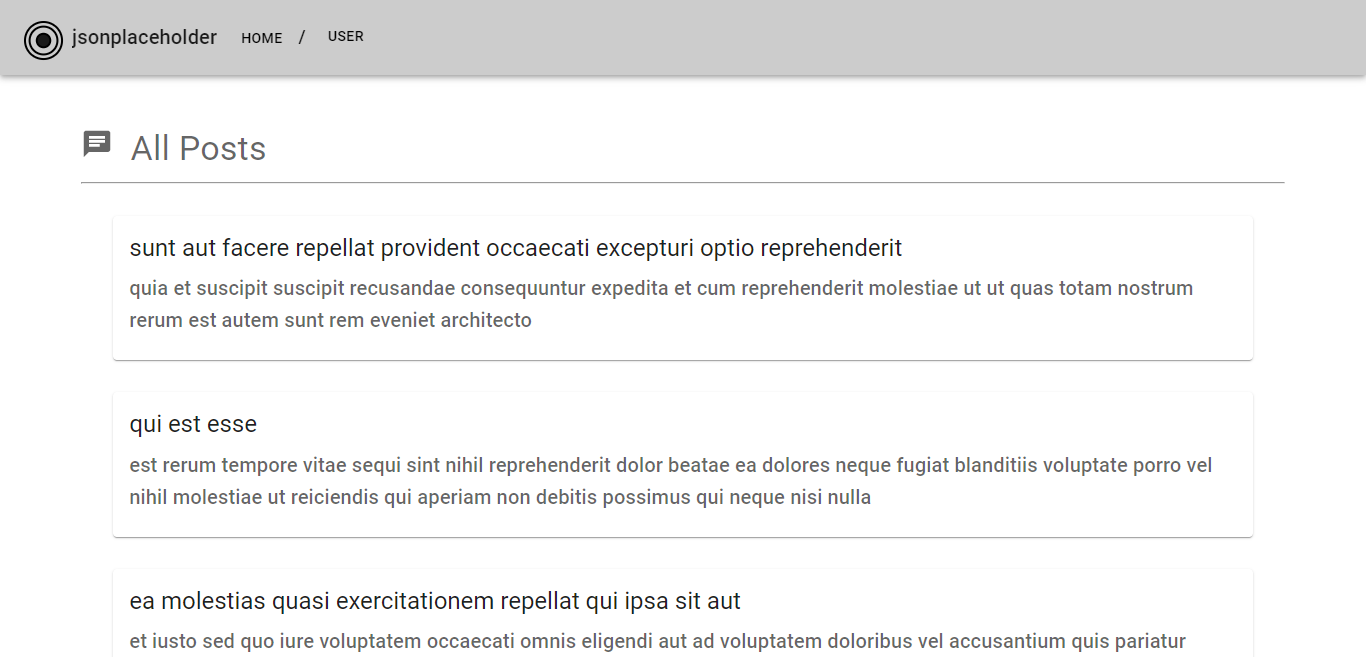 jsonplaceholder HOME / USER
All Posts
sunt aut facere repellat provident occaecati excepturi optio reprehenderit
quia et suscipit suscipit recusandae consequuntur expedita et cum reprehenderit molestiae ut ut quas totam nostrum
rerum est autem sunt rem eveniet architecto
qui est esse
est rerum tempore vitae sequi sint nihil reprehenderit dolor beatae ea dolores neque fugiat blanditiis voluptate porro vel
nihil molestiae ut reiciendis qui aperiam non debitis possimus qui neque nisi nulla
ea molestias quasi exercitationem repellat qui ipsa sit aut
et iusto sed quo iure voluptatem occaecati omnis eligendi aut ad voluptatem doloribus vel accusantium quis pariatur